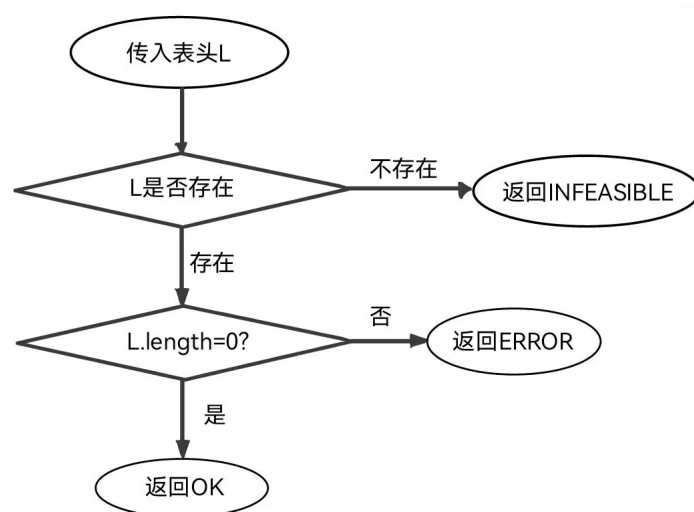 传入表头L
L是否存在
不存在
返回INFEASIBLE
存在
L.length=0?
否
返回ERROR
是
返回OK